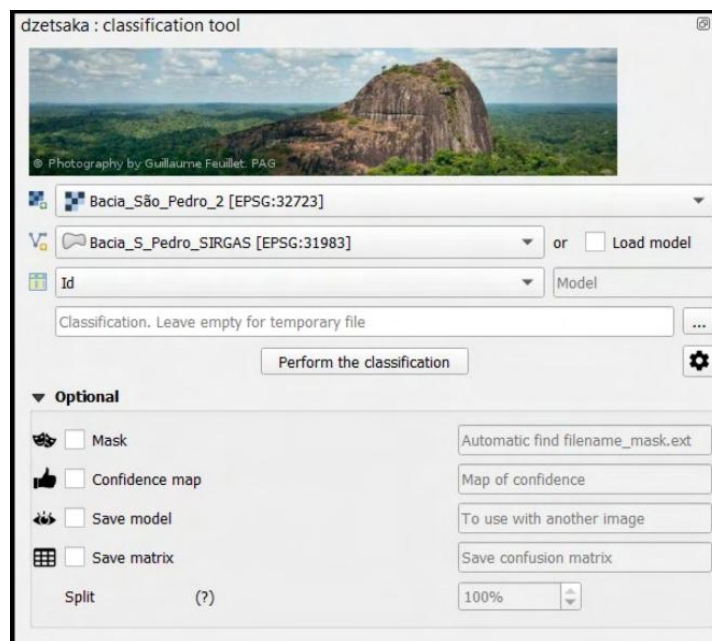 dzetsaka : classification tool
© Photography by Guillaume Feuillet. PAG
Bacia_São_Pedro_2 [EPSG:32723]
Bacia_S_Pedro_SIRGAS [EPSG:31983] or Load model
Id Model
Classification. Leave empty for temporary file ...
Perform the classification
Optional
Mask Automatic find filename_mask.ext
Confidence map Map of confidence
Save model To use with another image
Save matrix Save confusion matrix
Split (?) 100%